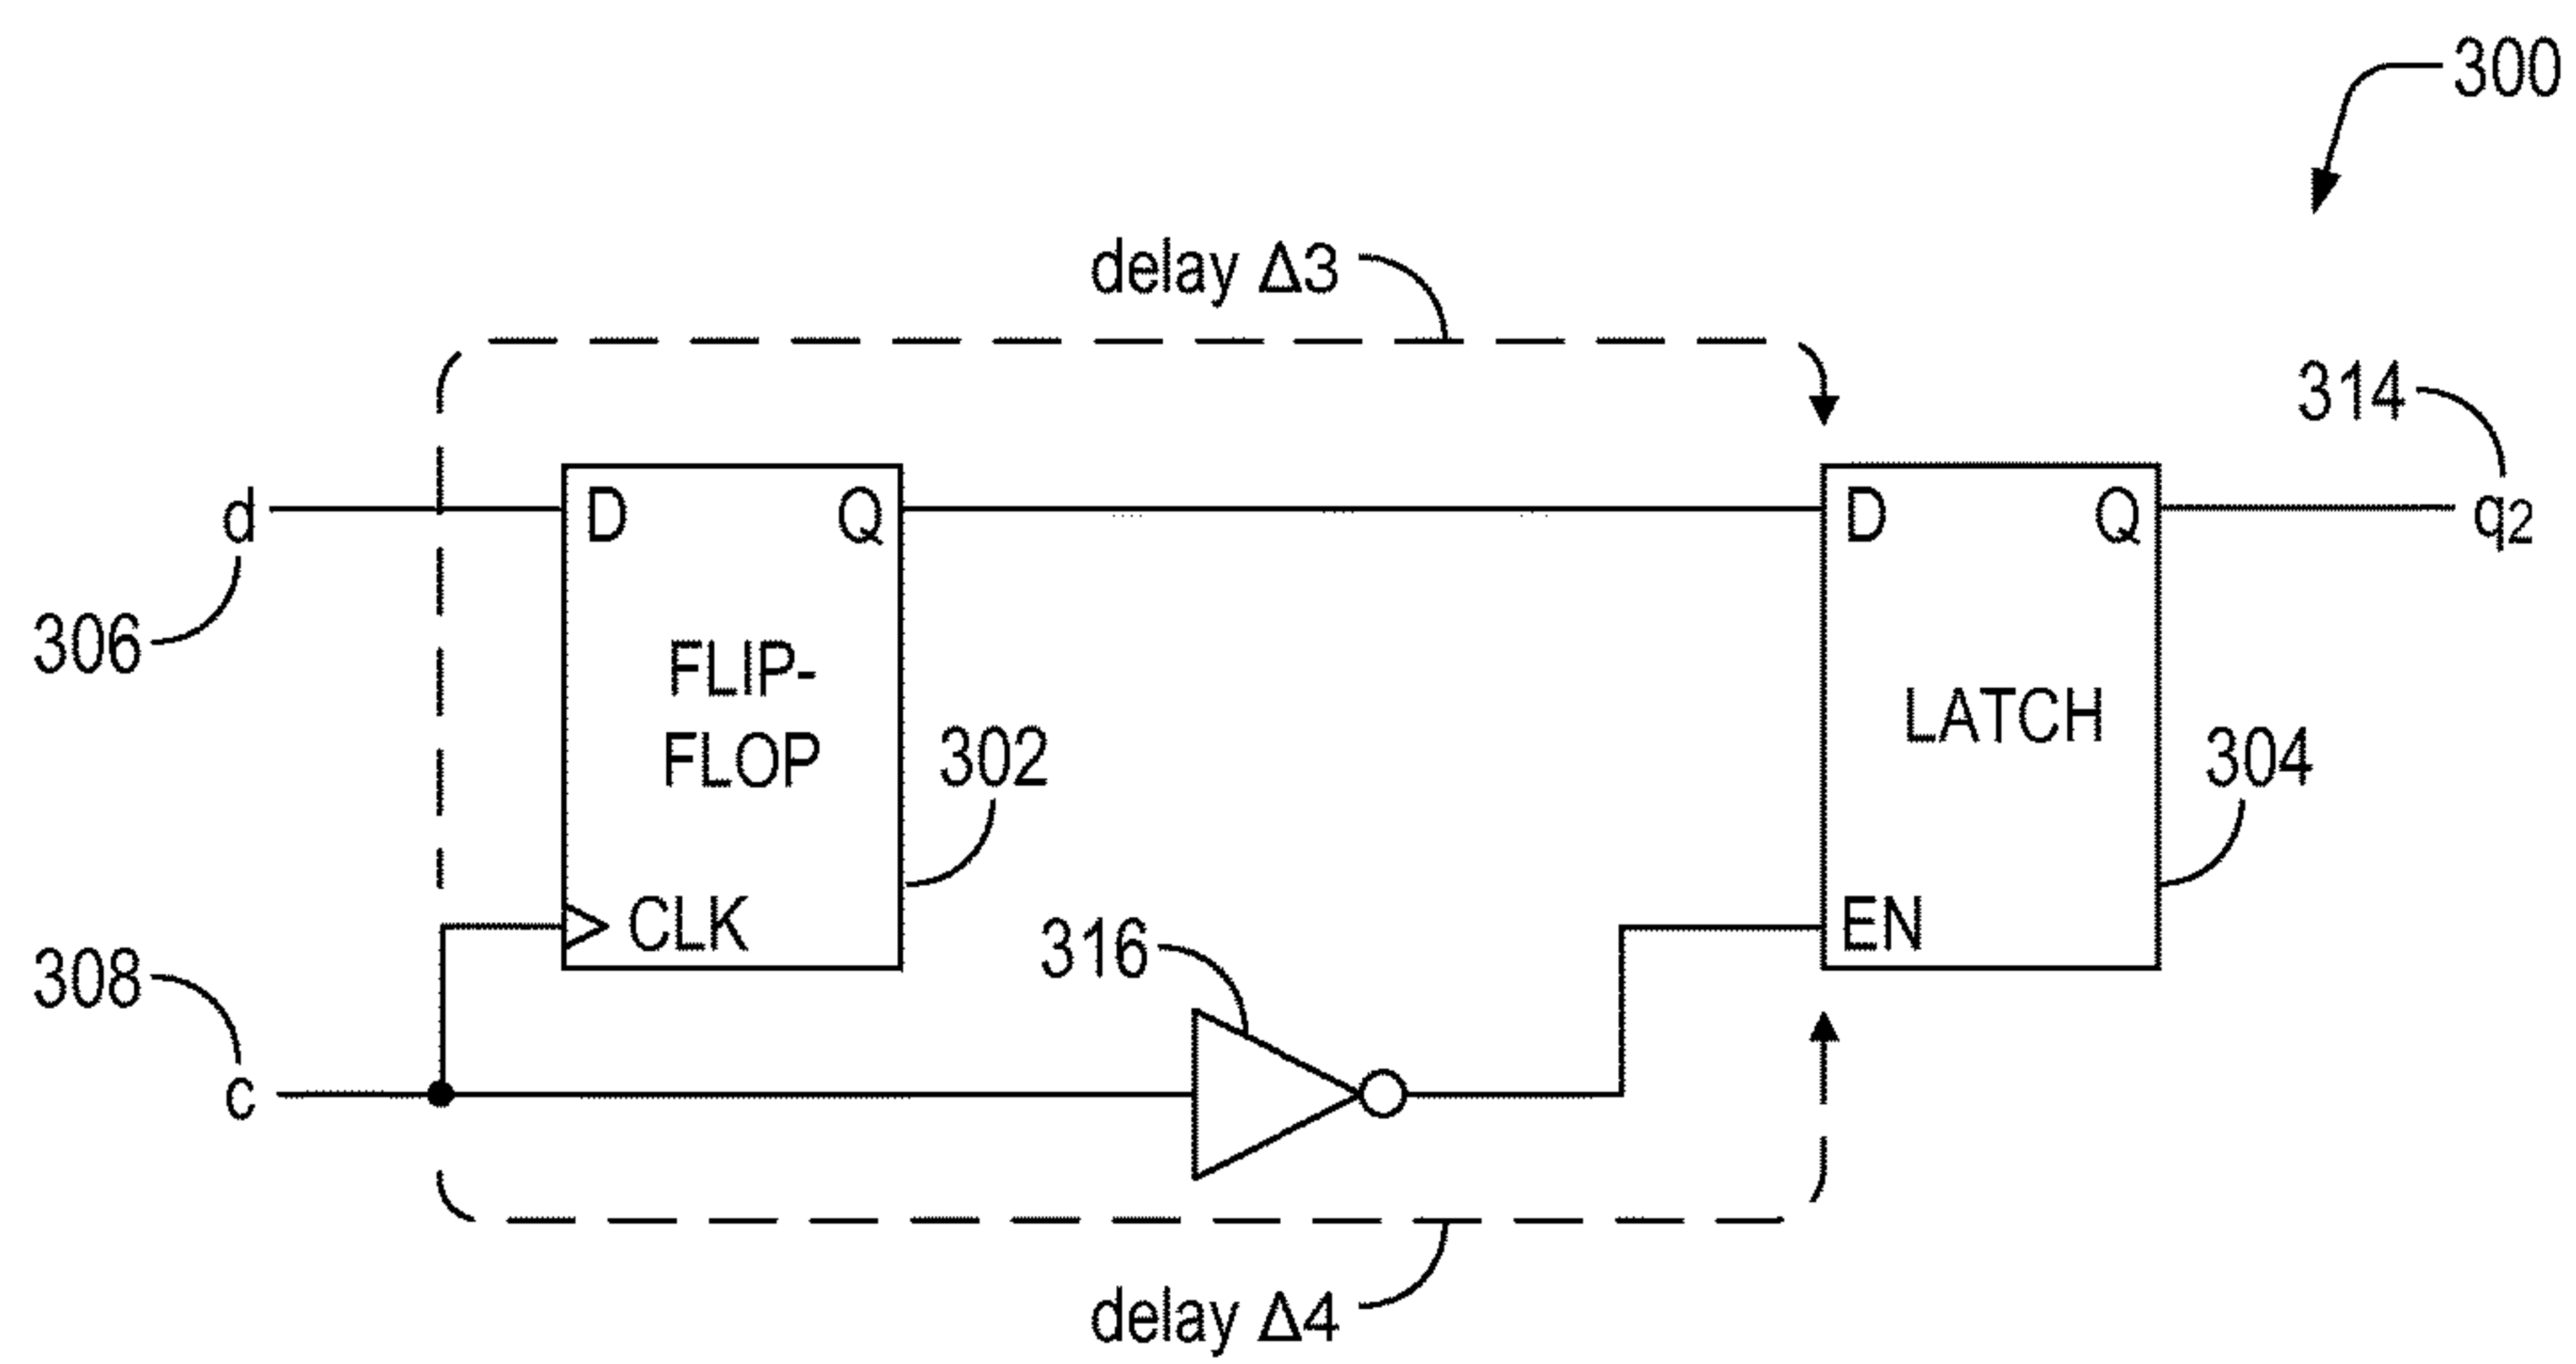 300
delay Δ3
314
d
D
Q
D
Q
q2
306
FLIP-
FLOP
302
LATCH
304
CLK
EN
316
308
c
delay Δ4